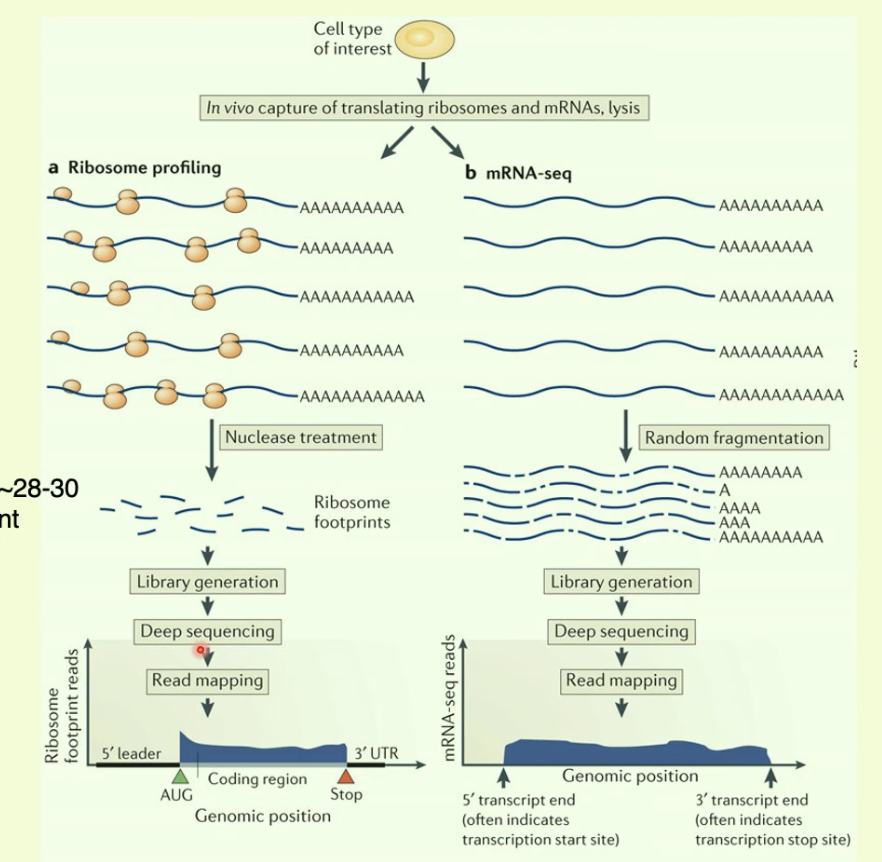 Cell type
of interest
In vivo capture of translating ribosomes and mRNAs, lysis
a Ribosome profiling
AAAAAAAAAA
AAAAAAAAA
AAAAAAAAAAA
AAAAAAAAAA
AAAAAAAAAAAA
Nuclease treatment
~28-30
nt
Ribosome
footprints
Library generation
Deep sequencing
Read mapping
Ribosome
footprint reads
5′ leader
3′ UTR
Coding region
AUG
Stop
Genomic position
b mRNA-seq
AAAAAAAAAA
AAAAAAAAA
AAAAAAAAAAA
AAAAAAAAAA
AAAAAAAAAAAA
Random fragmentation
AAAAAAAA
A
AAAA
AAA
AAAAAAAAAA
Library generation
Deep sequencing
Read mapping
mRNA-seq reads
Genomic position
5′ transcript end
(often indicates
transcription start site)
3′ transcript end
(often indicates
transcription stop site)